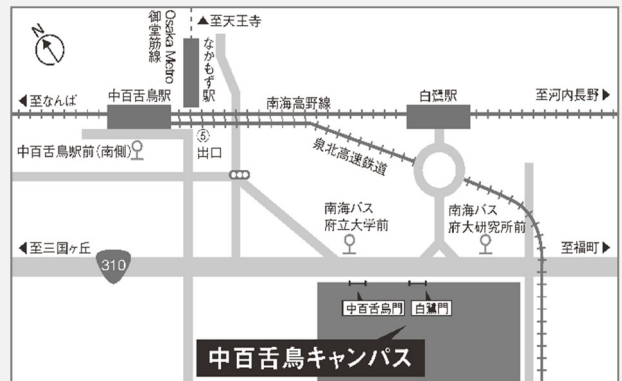 N
▲至天王寺
Osaka Metro
御堂筋線
なかもず駅
◀至なんば
中百舌鳥駅
南海高野線
白鷺駅
至河内長野▶
⑤
出口
中百舌鳥駅前(南側)
泉北高速鉄道
南海バス
府立大学前
南海バス
府大研究所前
◀至三国ヶ丘
310
至福町▶
中百舌鳥門
白鷺門
中百舌鳥キャンパス